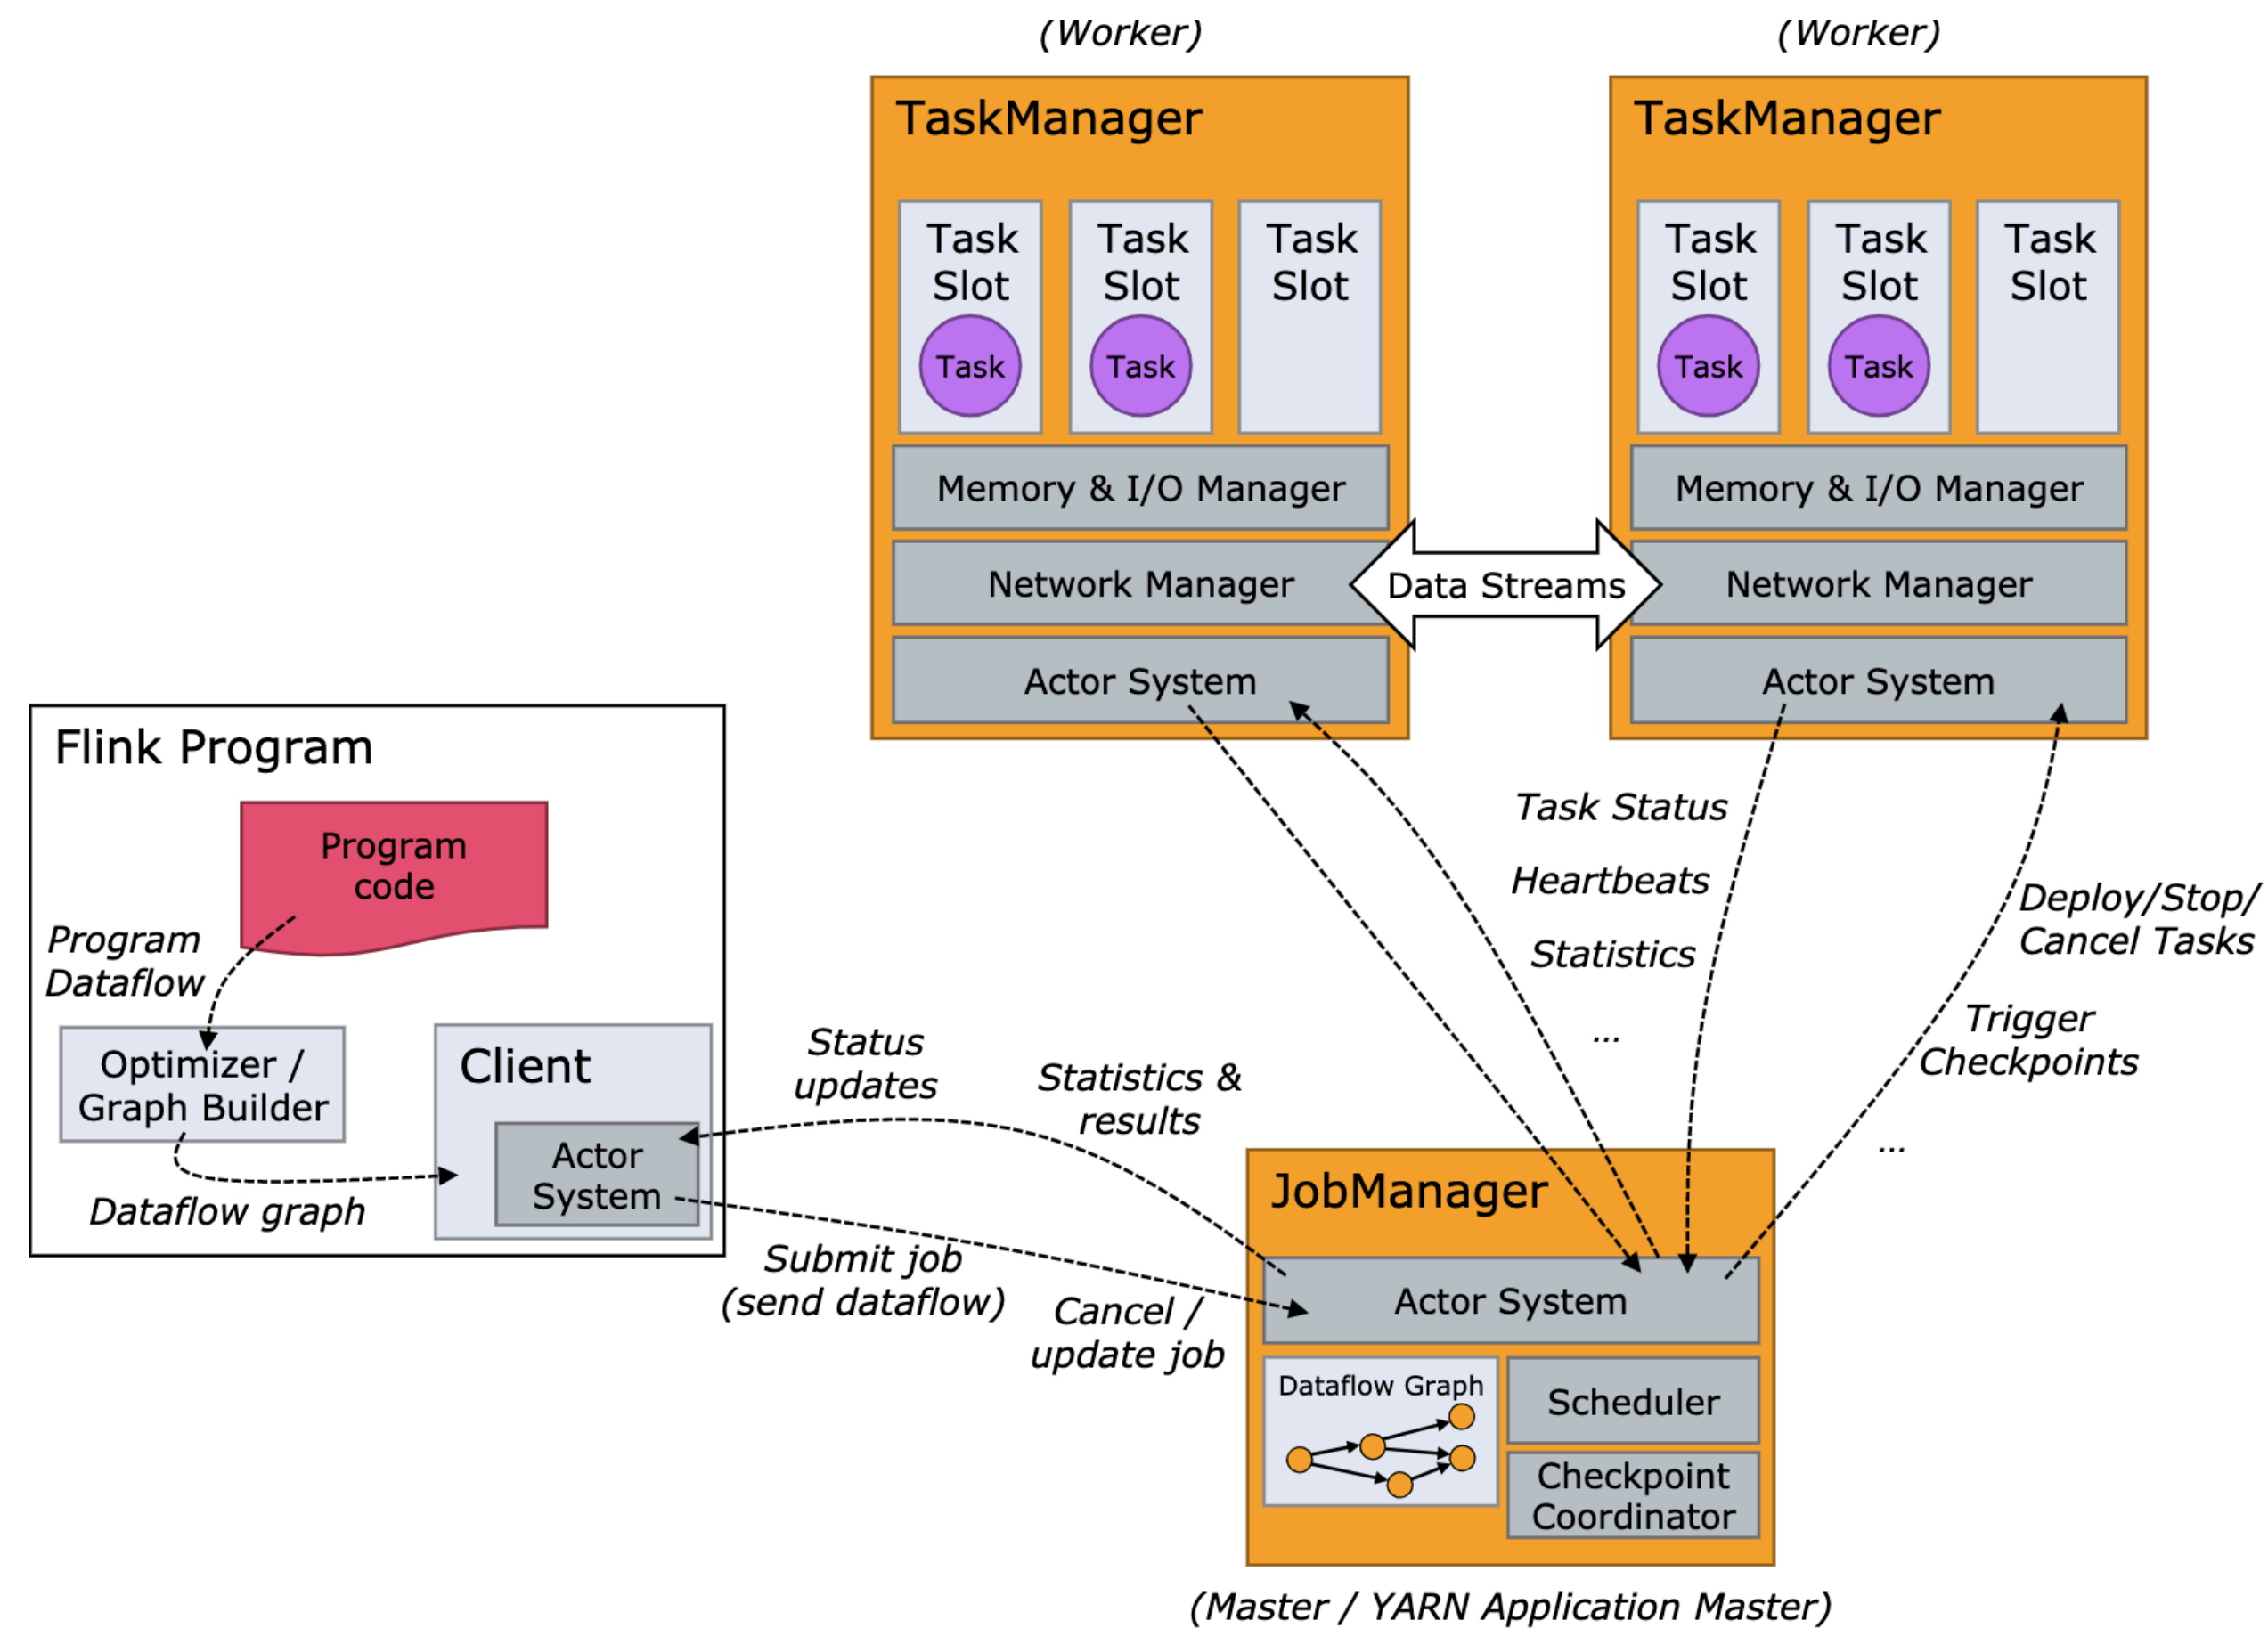 (Worker)
TaskManager
Task
Slot
Task
Task
Slot
Task
Task
Slot
Memory & I/O Manager
Network Manager
Actor System
(Worker)
TaskManager
Task
Slot
Task
Task
Slot
Task
Task
Slot
Memory & I/O Manager
Network Manager
Actor System
Data Streams
Flink Program
Program
code
Program
Dataflow
Optimizer /
Graph Builder
Dataflow graph
Client
Actor
System
Status
updates
Statistics &
results
Submit job
(send dataflow)
Cancel /
update job
Task Status
Heartbeats
Statistics
...
Deploy/Stop/
Cancel Tasks
Trigger
Checkpoints
...
JobManager
Actor System
Dataflow Graph
Scheduler
Checkpoint
Coordinator
(Master / YARN Application Master)